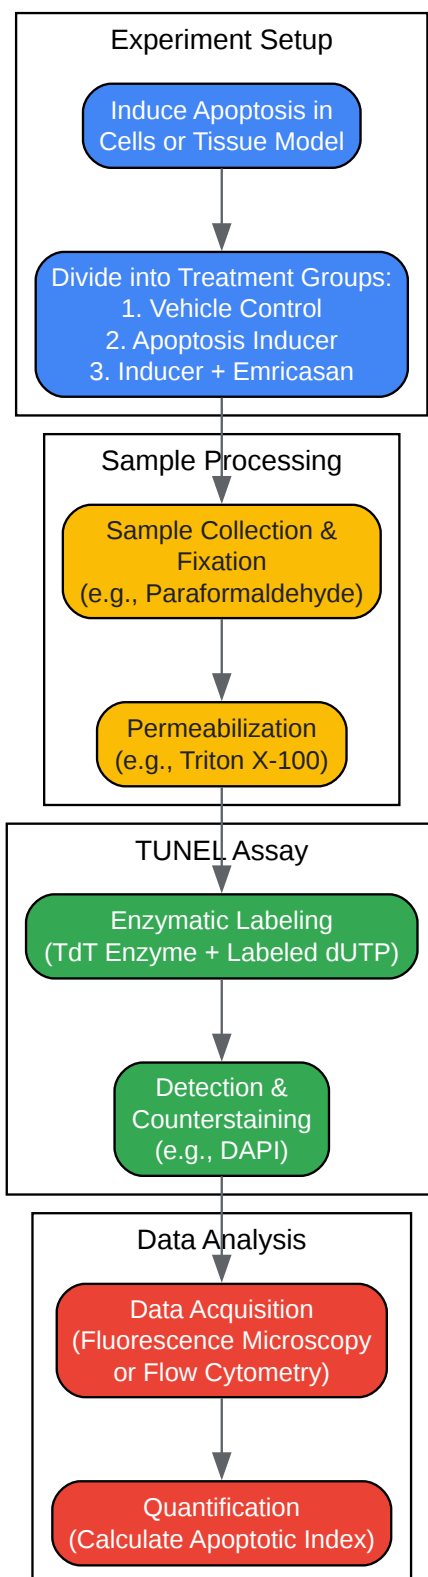 Experiment Setup
Induce Apoptosis in
Cells or Tissue Model
Divide into Treatment Groups:
1. Vehicle Control
2. Apoptosis Inducer
3. Inducer + Emricasan
Sample Processing
Sample Collection &
Fixation
(e.g., Paraformaldehyde)
Permeabilization
(e.g., Triton X-100)
TUNEL Assay
Enzymatic Labeling
(TdT Enzyme + Labeled dUTP)
Detection &
Counterstaining
(e.g., DAPI)
Data Analysis
Data Acquisition
(Fluorescence Microscopy
or Flow Cytometry)
Quantification
(Calculate Apoptotic Index)